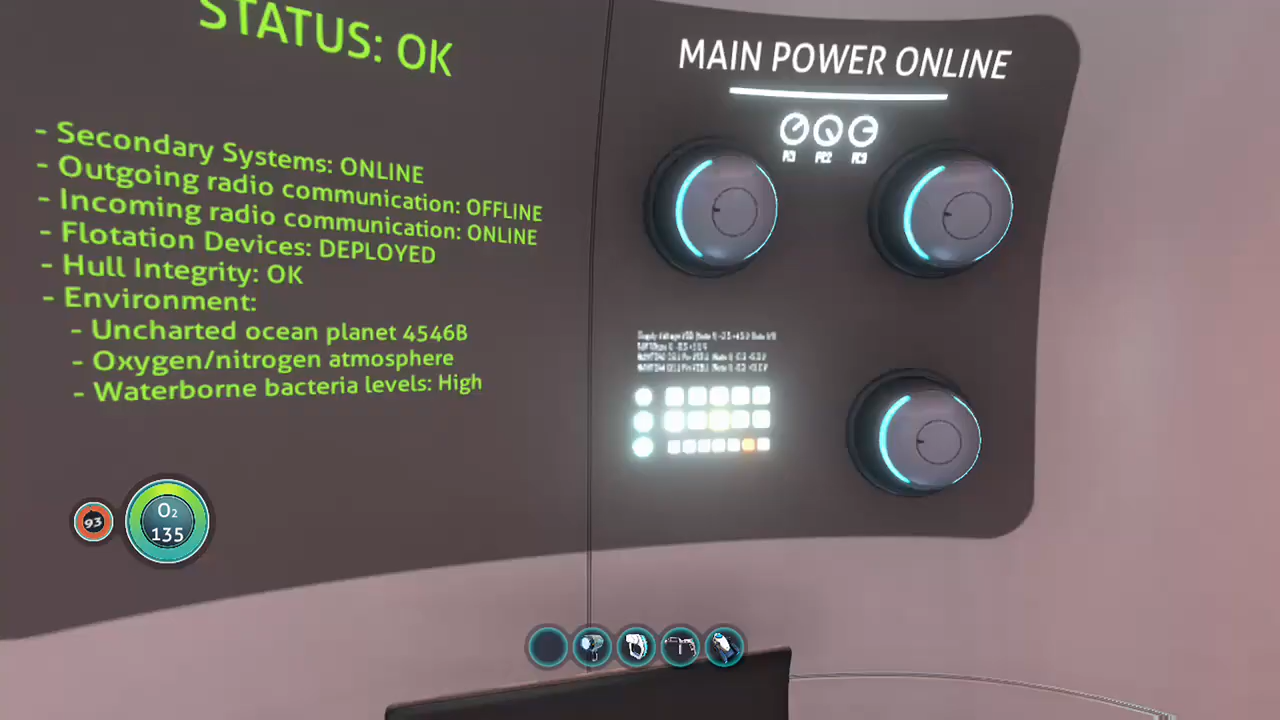 STATUS: OK
- Secondary Systems: ONLINE
- Outgoing radio communication: OFFLINE
- Incoming radio communication: ONLINE
- Flotation Devices: DEPLOYED
- Hull Integrity: OK
- Environment:
- Uncharted ocean planet 4546B
- Oxygen/nitrogen atmosphere
- Waterborne bacteria levels: High
MAIN POWER ONLINE
93
O₂
135